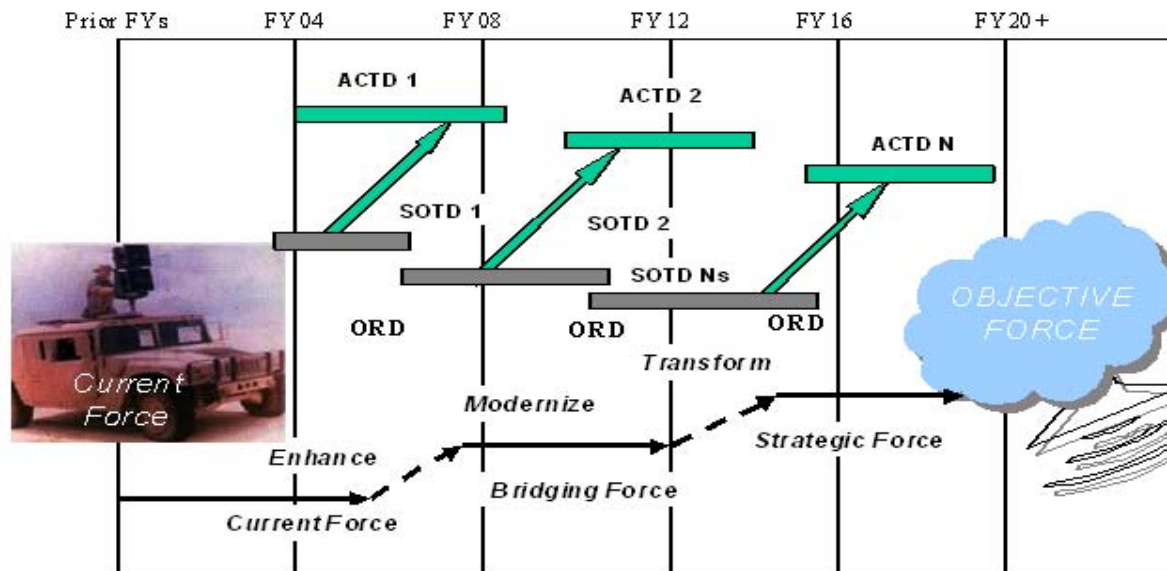 Prior FYs FY 04 FY 08 FY 12 FY 16 FY 20 +
ACTD 1
ACTD 2
ACTD N
SOTD 1
SOTD 2
SOTD Ns
ORD
ORD
ORD
Current
Force
OBJECTIVE
FORCE
Transform
Modernize
Enhance
Strategic Force
Bridging Force
Current Force